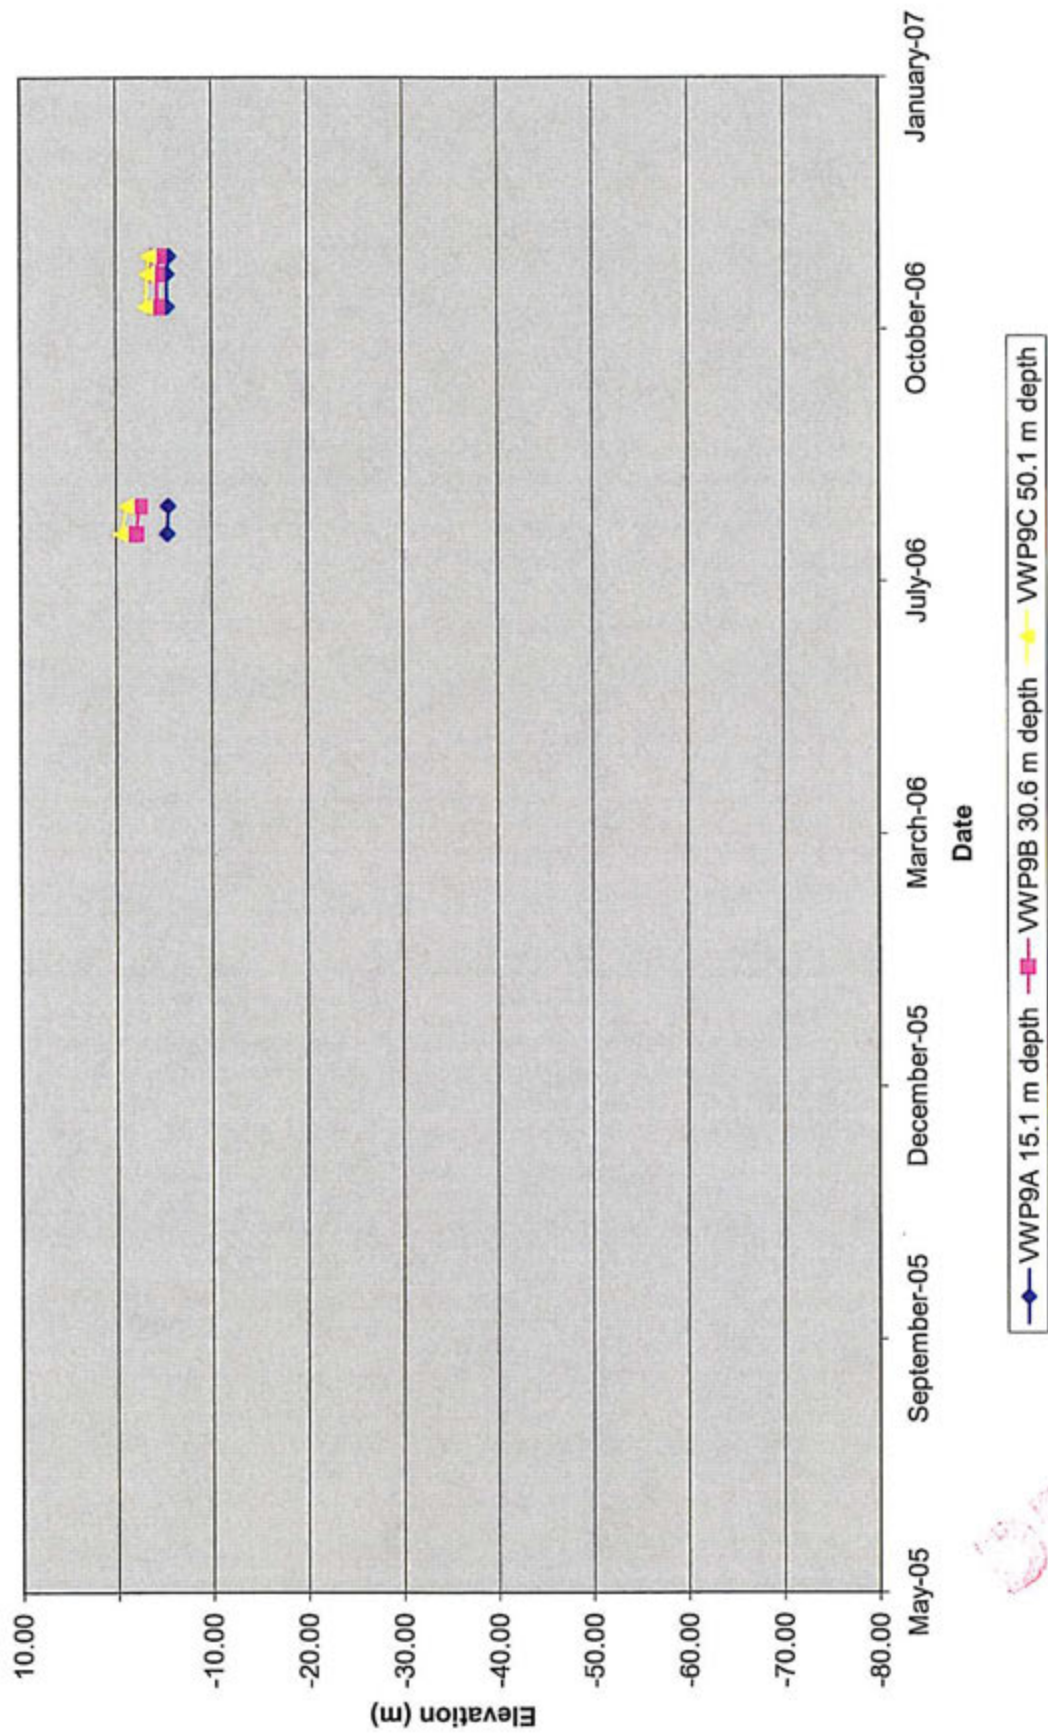 Elevation (m)
10.00
-10.00
-20.00
-30.00
-40.00
-50.00
-60.00
-70.00
-80.00
May-05 September-05 December-05 March-06 July-06 October-06 January-07
Date
VWP9A 15.1 m depth VWP9B 30.6 m depth VWP9C 50.1 m depth